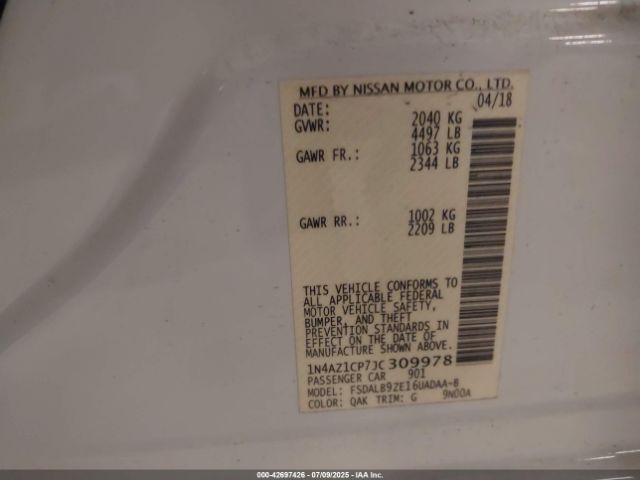 MFD BY NISSAN MOTOR CO., LTD.
DATE: 04/18
GVWR: 2040 KG
4497 LB
GAWR FR.: 1063 KG
2344 LB
GAWR RR.: 1002 KG
2209 LB
THIS VEHICLE CONFORMS TO
ALL APPLICABLE FEDERAL
MOTOR VEHICLE SAFETY,
BUMPER, AND THEFT
PREVENTION STANDARDS IN
EFFECT ON THE DATE OF
MANUFACTURE SHOWN ABOVE.
1N4AZ1CP7JC309978
PASSENGER CAR 901
MODEL: FSDALB9ZE16UADAA-B
COLOR: QAK TRIM: G 9N00A
000-42697426 | 07/09/2025 | IAA Inc.